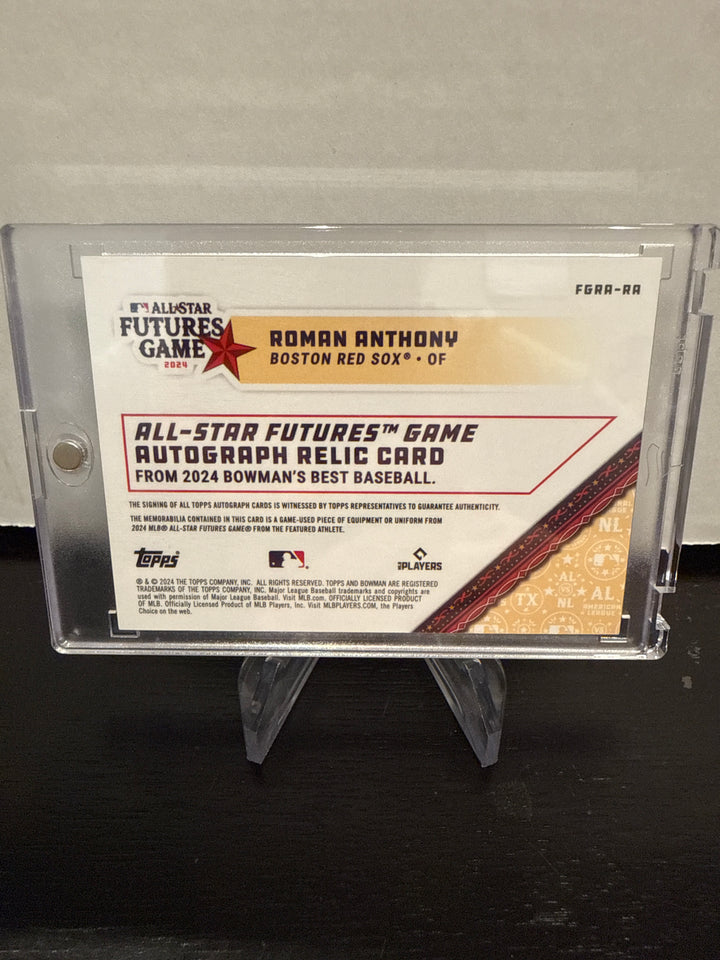 FGRA-RA
ALL★STAR
FUTURES
GAME
2024
ROMAN ANTHONY
BOSTON RED SOX® • OF
ALL-STAR FUTURES™ GAME
AUTOGRAPH RELIC CARD
FROM 2024 BOWMAN'S BEST BASEBALL.
THE SIGNING OF ALL TOPPS AUTOGRAPH CARDS IS WITNESSED BY TOPPS REPRESENTATIVES TO GUARANTEE AUTHENTICITY.
THE MEMORABILIA CONTAINED IN THIS CARD IS A GAME-USED PIECE OF EQUIPMENT OR UNIFORM FROM
2024 MLB® ALL-STAR FUTURES GAME® FROM THE FEATURED ATHLETE.
topps®
PLAYERS
® & © 2024 THE TOPPS COMPANY, INC. ALL RIGHTS RESERVED. TOPPS AND BOWMAN ARE REGISTERED
TRADEMARKS OF THE TOPPS COMPANY, INC. Major League Baseball trademarks and copyrights are
used with permission of Major League Baseball. Visit MLB.com. OFFICIALLY LICENSED PRODUCT
OF MLB. Officially Licensed Product of MLB Players, Inc. Visit MLBPLAYERS.COM, the Players
Choice on the web.
NL
AL
VS
NL
TX
AL
AMERICAN
LEAGUE